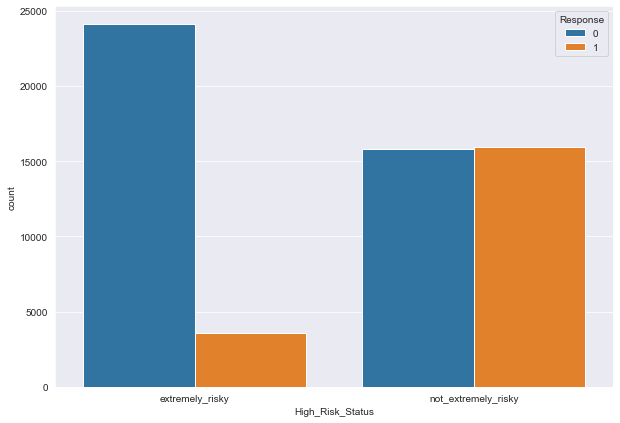 25000
20000
15000
10000
5000
0
count
extremely_risky
not_extremely_risky
High_Risk_Status
Response
0
1